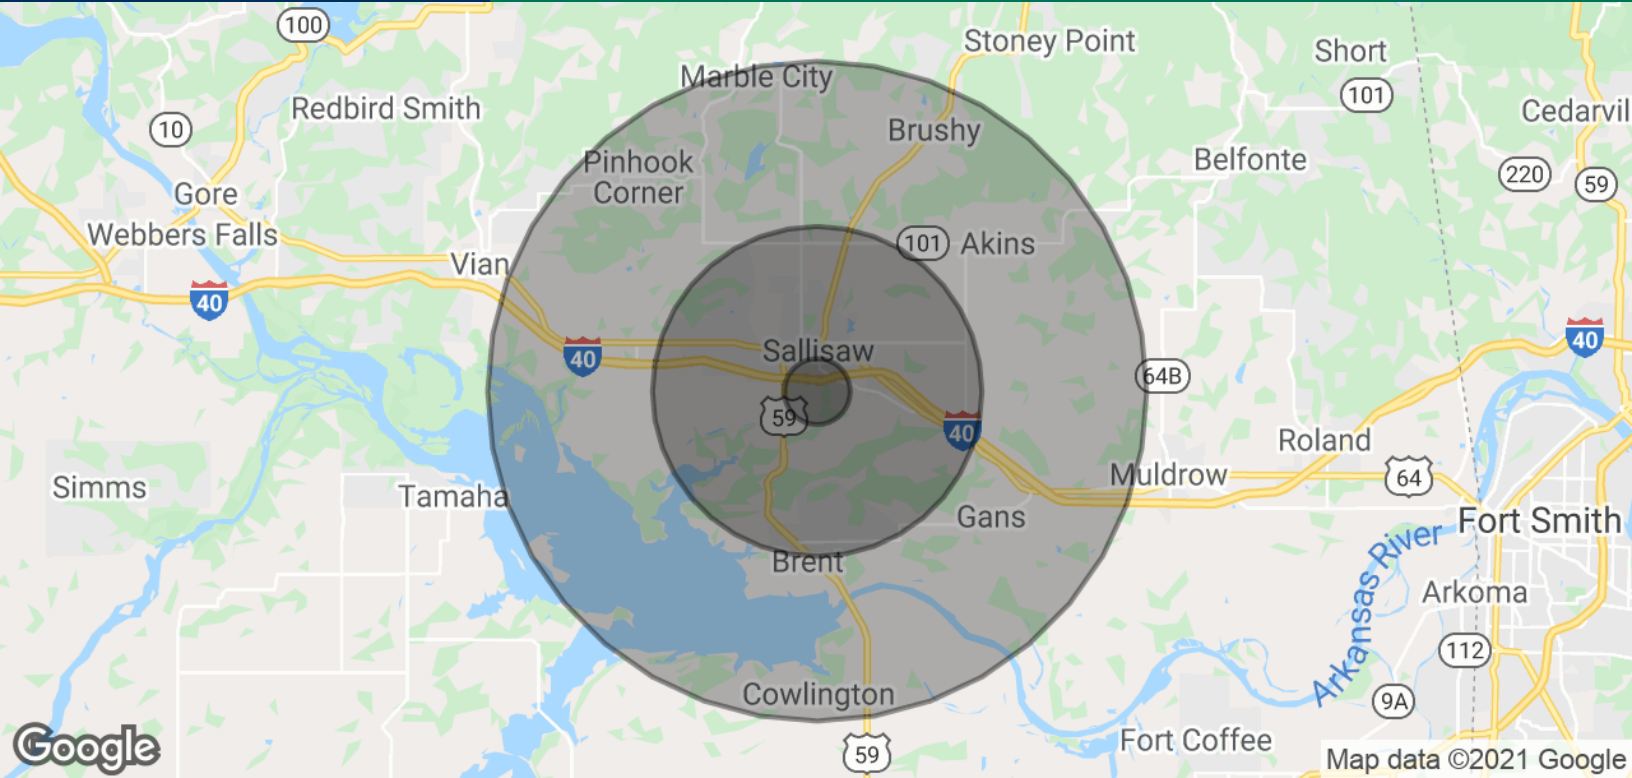 100
Stoney Point
Short
Marble City
101
Redbird Smith
Cedarvil
10
Brushy
Belfonte
Pinhook
Corner
220
59
Gore
Webbers Falls
101
Akins
Vian
40
40
Sallisaw
40
64B
59
40
Roland
Muldrow
64
Simms
Tamaha
Gans
Fort Smith
Brent
Arkansas River
Arkoma
112
Cowlington
9A
Fort Coffee
59
Google
Map data ©2021 Google